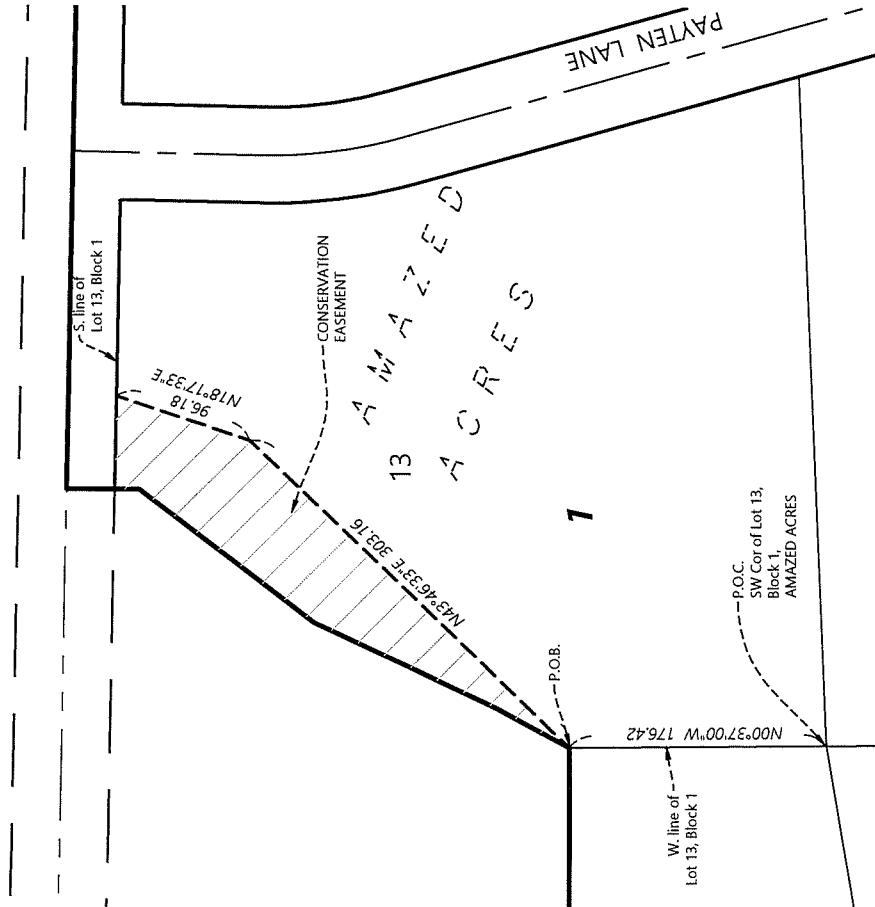 PAYTEN LANE
S. line of
Lot 13, Block 1
CONSERVATION
EASEMENT
N18°17'33"E
96.18
AMAZED
ACRES
13
1
N43°46'33"E 303.16
P.O.B.
P.O.C.
SW Cor of Lot 13,
Block 1,
AMAZED ACRES
N00°37'00"W 176.42
W. line of
Lot 13, Block 1